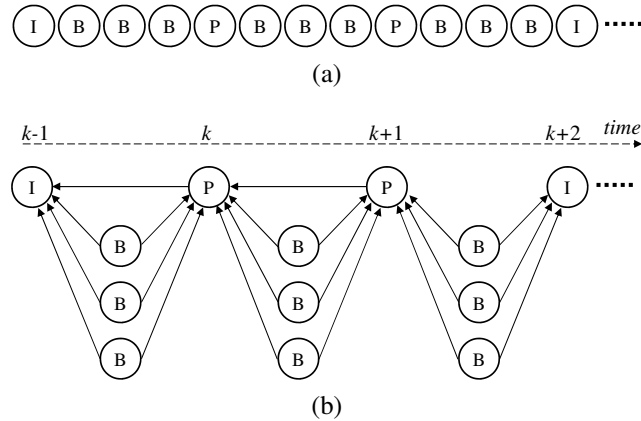 I B B B P B B B P B B B I ·····
(a)
k-1 k k+1 k+2 time
I P P I ·····
B B B
B B B
B B B
(b)